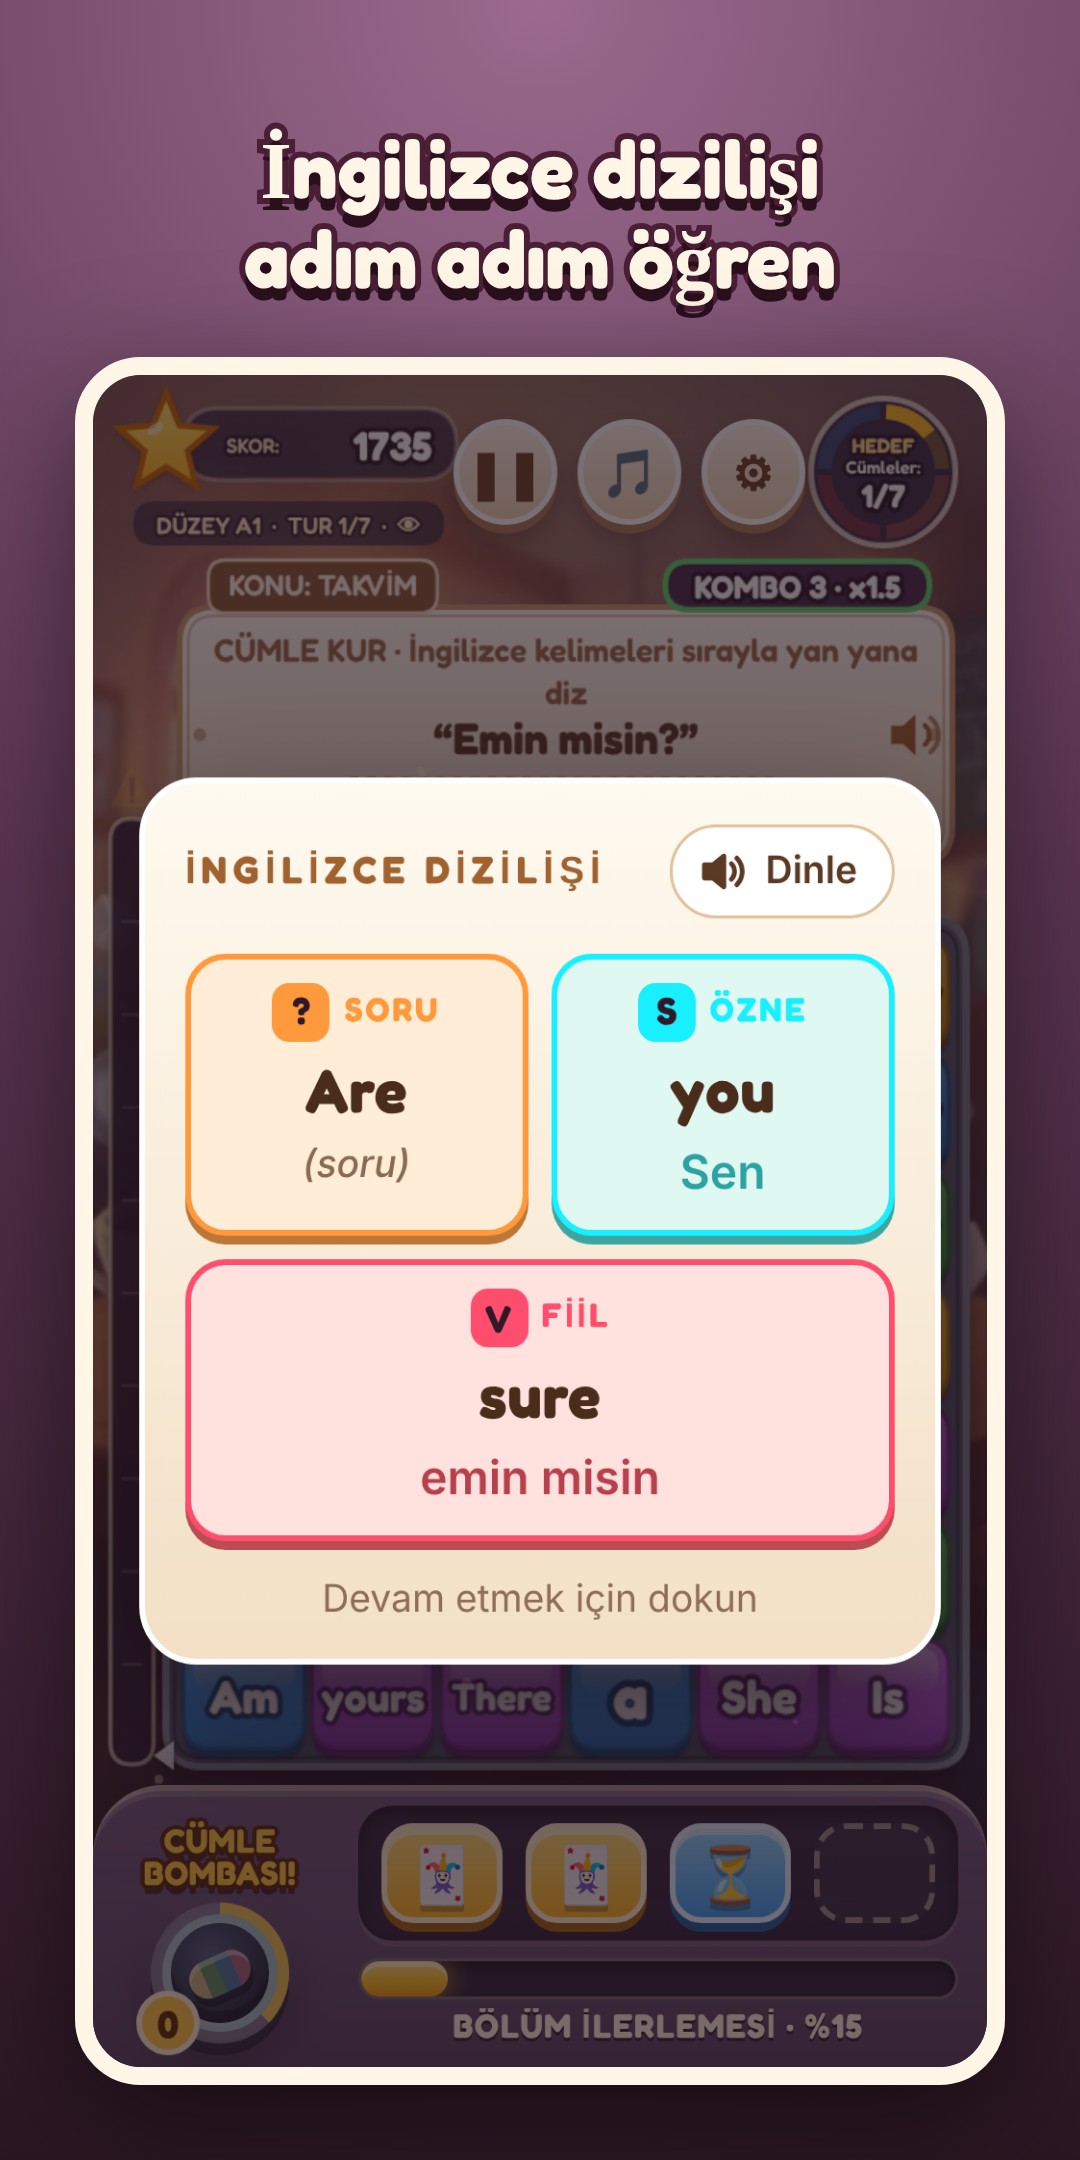 İngilizce dizilişi
adım adım öğren
SKOR: 1735
HEDEF
Cümleler:
1/7
DÜZEY A1 · TUR 1/7 ·
KONU: TAKVİM
KOMBO 3 · x1.5
CÜMLE KUR · İngilizce kelimeleri sırayla yan yana
diz
“Emin misin?”
İNGİLİZCE DİZİLİŞİ
Dinle
? SORU
Are
(soru)
S ÖZNE
you
Sen
V FİİL
sure
emin misin
Devam etmek için dokun
Am yours There a She Is
CÜMLE
BOMBASI!
0
BÖLÜM İLERLEMESİ · %15